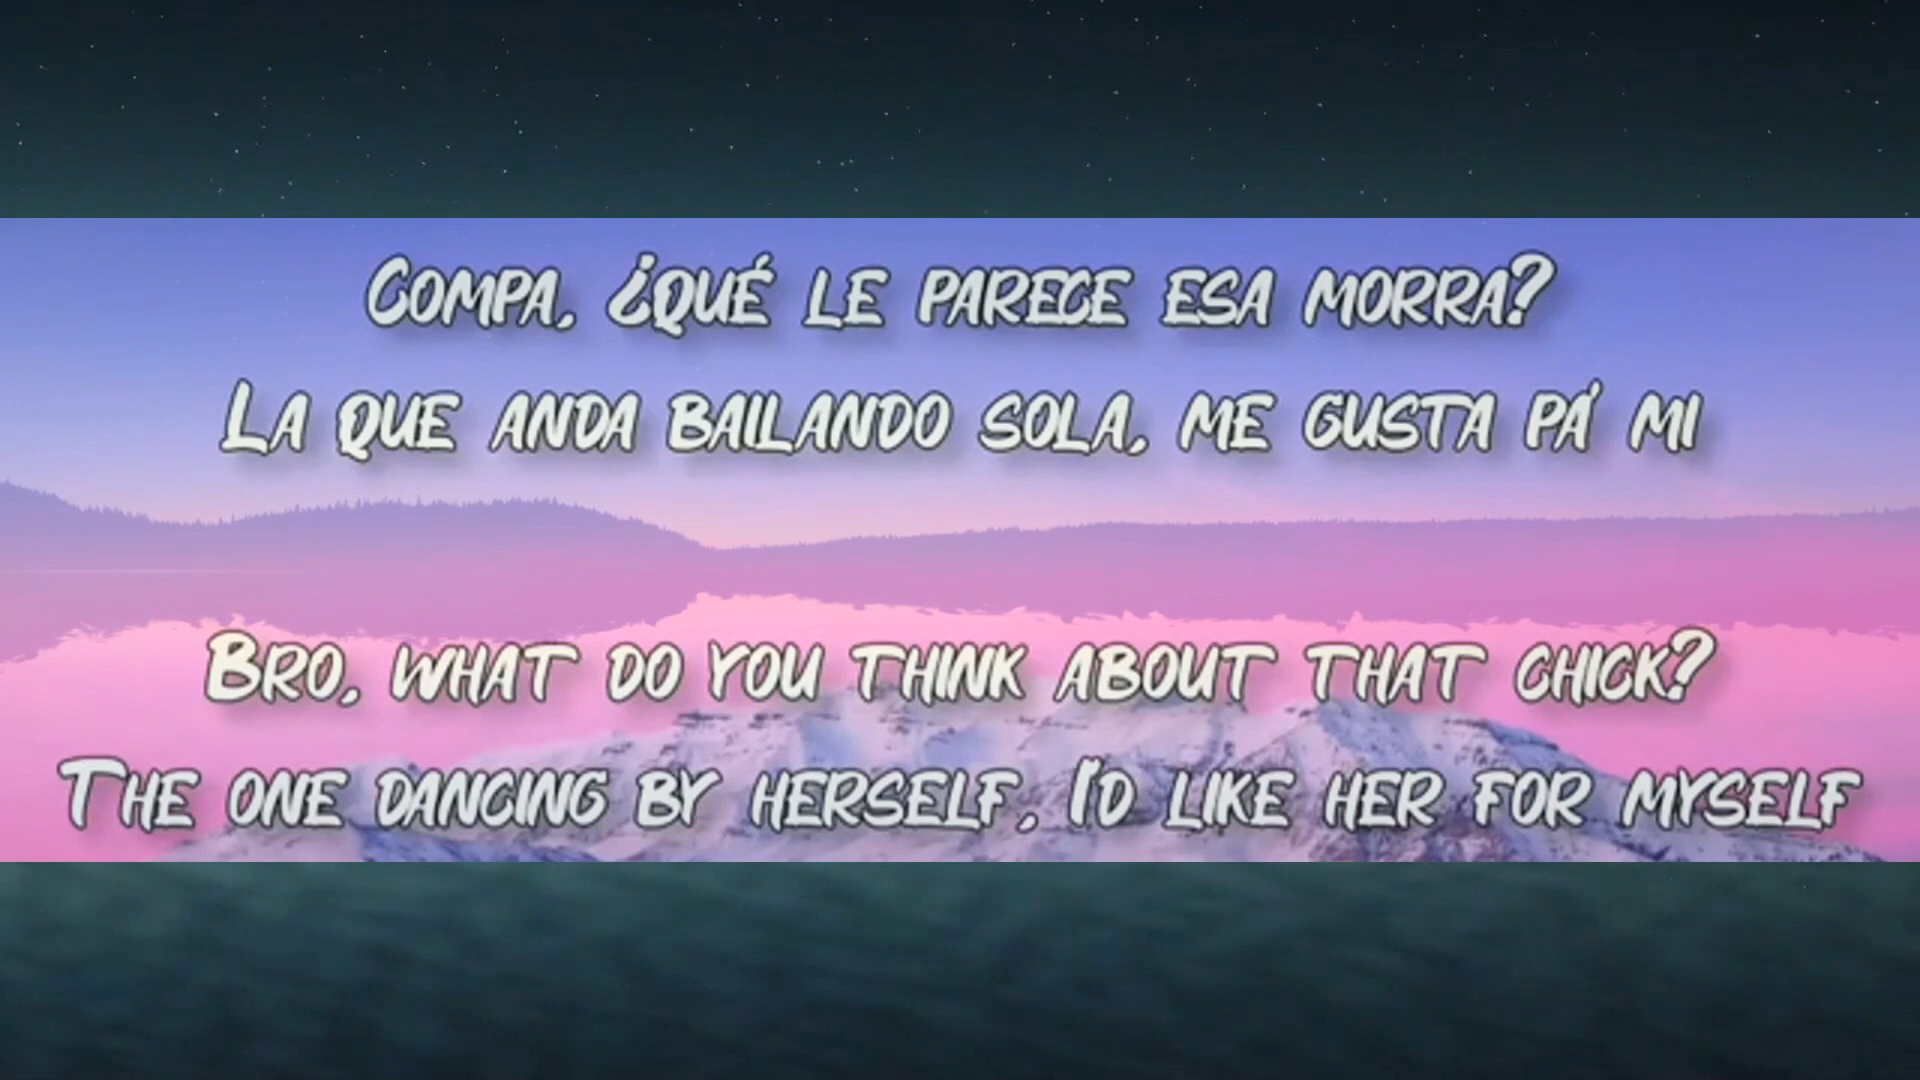 Compa, ¿qué le parece esa morra?
La que anda bailando sola, me gusta pa' mi
Bro, what do you think about that chick?
The one dancing by herself, I'd like her for myself